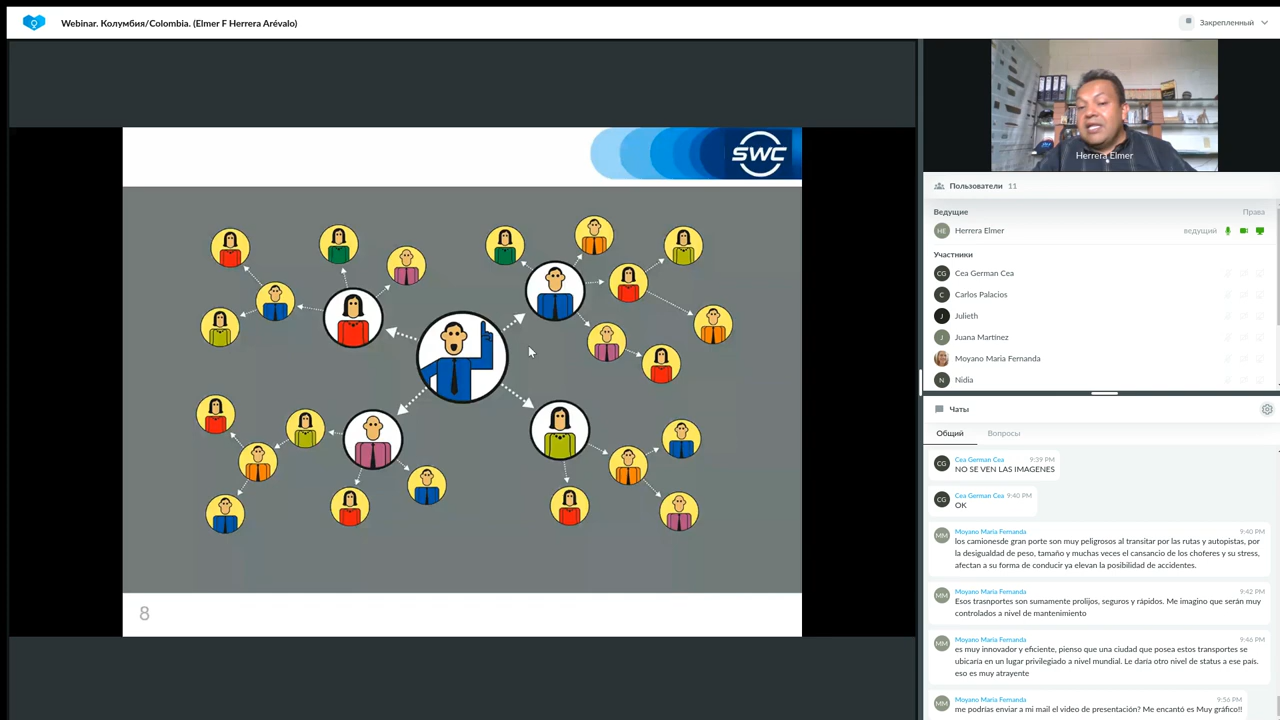 Webinar. Колумбия/Colombia. (Elmer F Herrera Arévalo)
Закрепленный
SWC
8
Herrera Elmer
Пользователи 11
Ведущие Права
HE Herrera Elmer ведущий
Участники
CG Cea German Cea
C Carlos Palacios
J Julieth
J Juana Martínez
Moyano Maria Fernanda
N Nidia
Чаты
Общий Вопросы
CG Cea German Cea 9:39 PM
NO SE VEN LAS IMAGENES
CG Cea German Cea 9:40 PM
OK
MM Moyano Maria Fernanda 9:40 PM
los camionesde gran porte son muy peligrosos al transitar por las rutas y autopistas, por
la desigualdad de peso, tamaño y muchas veces el cansancio de los choferes y su stress,
afectan a su forma de conducir ya elevan la posibilidad de accidentes.
MM Moyano Maria Fernanda 9:42 PM
Esos trasnportes son sumamente prolijos, seguros y rápidos. Me imagino que serán muy
controlados a nivel de mantenimiento
MM Moyano Maria Fernanda 9:46 PM
es muy innovador y eficiente, pienso que una ciudad que posea estos transportes se
ubicaría en un lugar privilegiado a nivel mundial. Le daría otro nivel de status a ese país.
eso es muy atrayente
MM Moyano Maria Fernanda 9:56 PM
me podrías enviar a mi mail el video de presentación? Me encantó es Muy gráfico!!